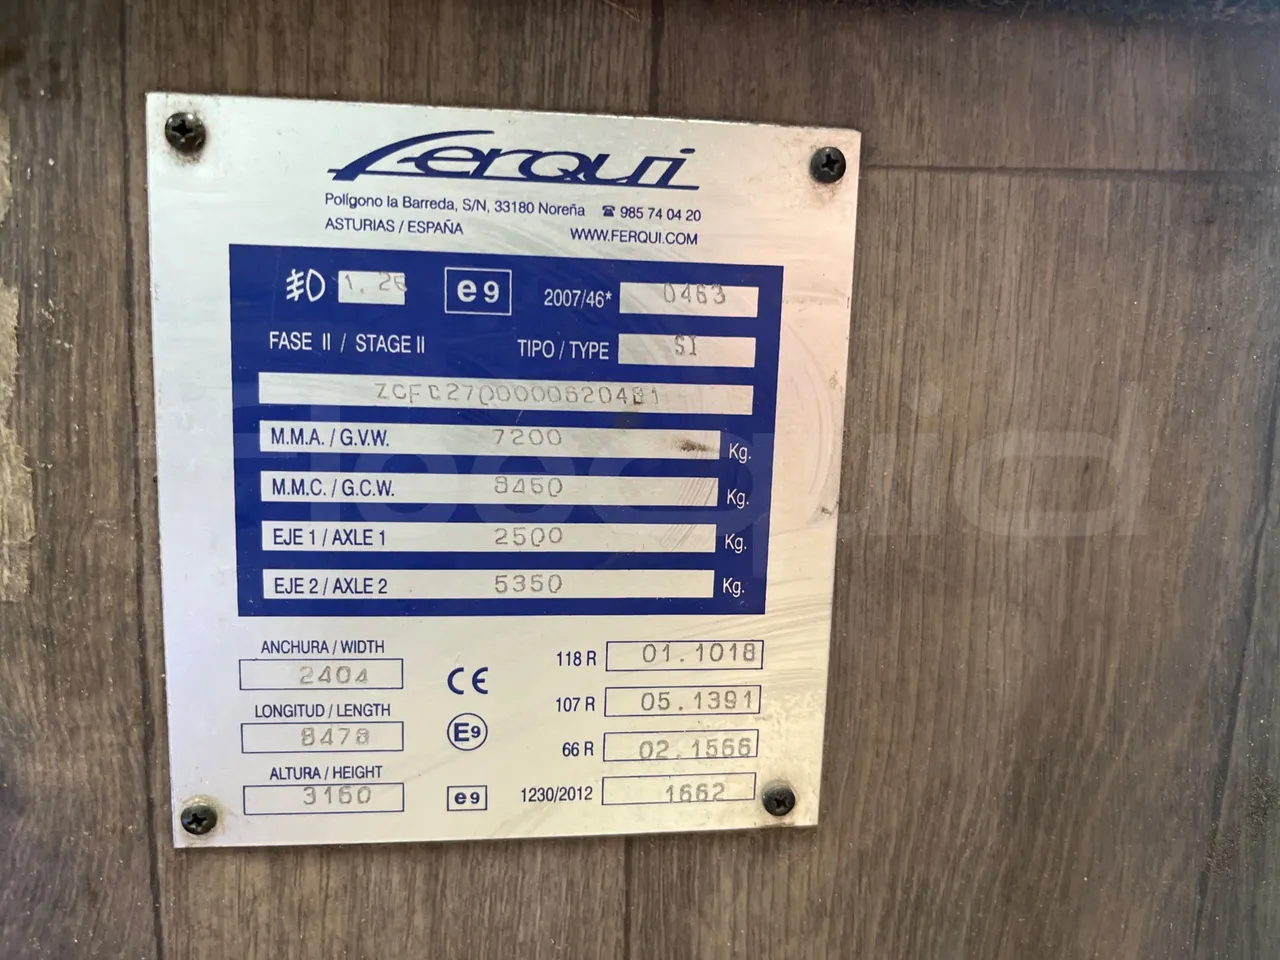 Ferqui
Polígono la Barreda, S/N, 33180 Noreña ☎ 985 74 04 20
ASTURIAS / ESPAÑA WWW.FERQUI.COM
1.26 e9 2007/46* 0463
FASE II / STAGE II TIPO / TYPE SI
M.M.A. / G.V.W. 7200 Kg.
M.M.C. / G.C.W. 8450 Kg.
EJE 1 / AXLE 1 2500 Kg.
EJE 2 / AXLE 2 5350 Kg.
ANCHURA / WIDTH
2404
LONGITUD / LENGTH
8478
ALTURA / HEIGHT
3160
CE
E9
e9
118 R 01.1018
107 R 05.1391
66 R 02.1566
1230/2012 1662